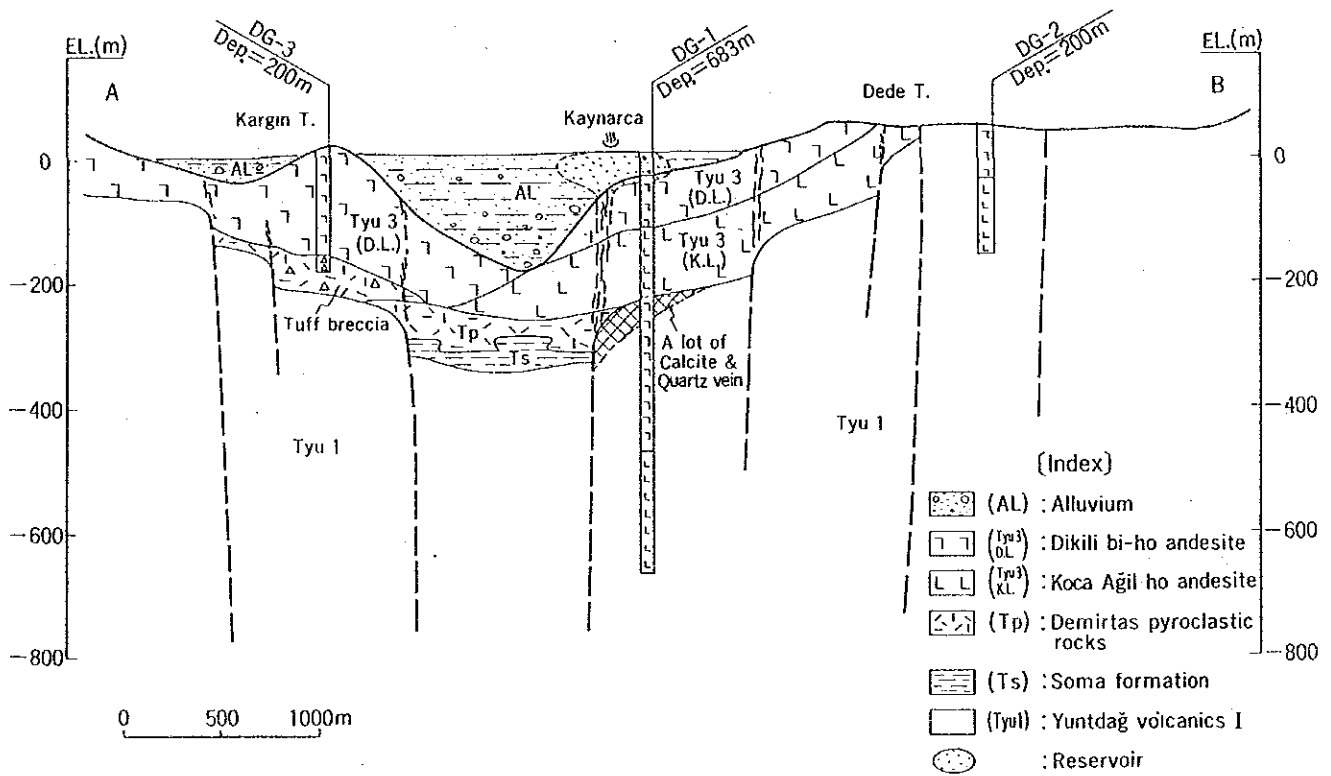 DG-3
Dep.=200m
DG-1
Dep.=683m
DG-2
Dep.=200m
EL.(m)
EL.(m)
A
B
Kargın T.
Kaynarca
Dede T.
0
0
AL
AL
Tyu 3
(D.L.)
Tyu 3
(D.L.)
Tyu 3
(K.L.)
−200
−200
Tuff breccia
Tp
Ts
A lot of
Calcite &
Quartz vein
−400
−400
Tyu 1
Tyu 1
−600
−600
−800
−800
0 500 1000m
(Index)
(AL) : Alluvium
(Tyu3 D.L.) : Dikili bi-ho andesite
(Tyu3 K.L.) : Koca Ağil ho andesite
(Tp) : Demirtas pyroclastic
rocks
(Ts) : Soma formation
(Tyu1) : Yuntdağ volcanics I
: Reservoir